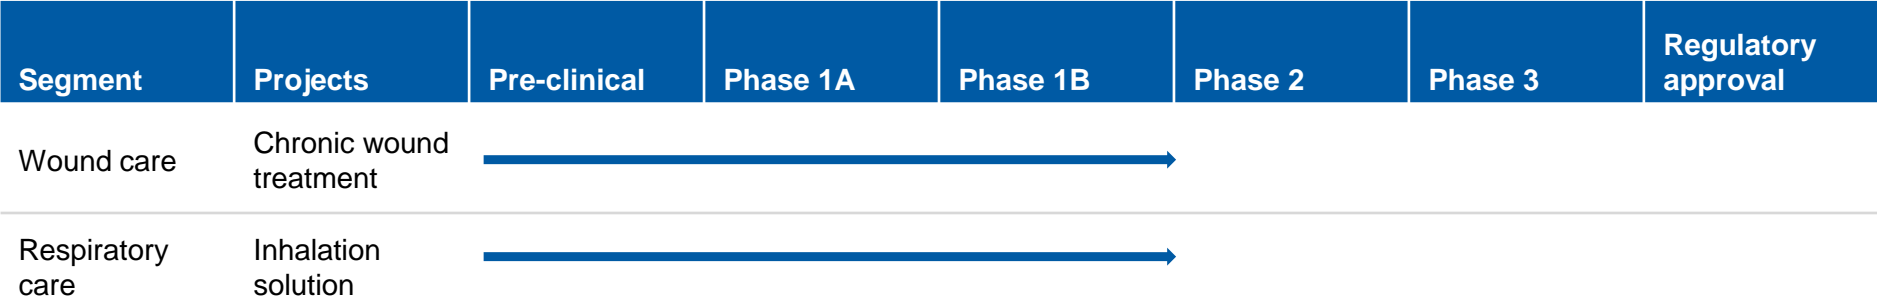 Segment
Projects
Pre-clinical
Phase 1A
Phase 1B
Phase 2
Phase 3
Regulatory
approval
Wound care
Chronic wound
treatment
Respiratory
care
Inhalation
solution